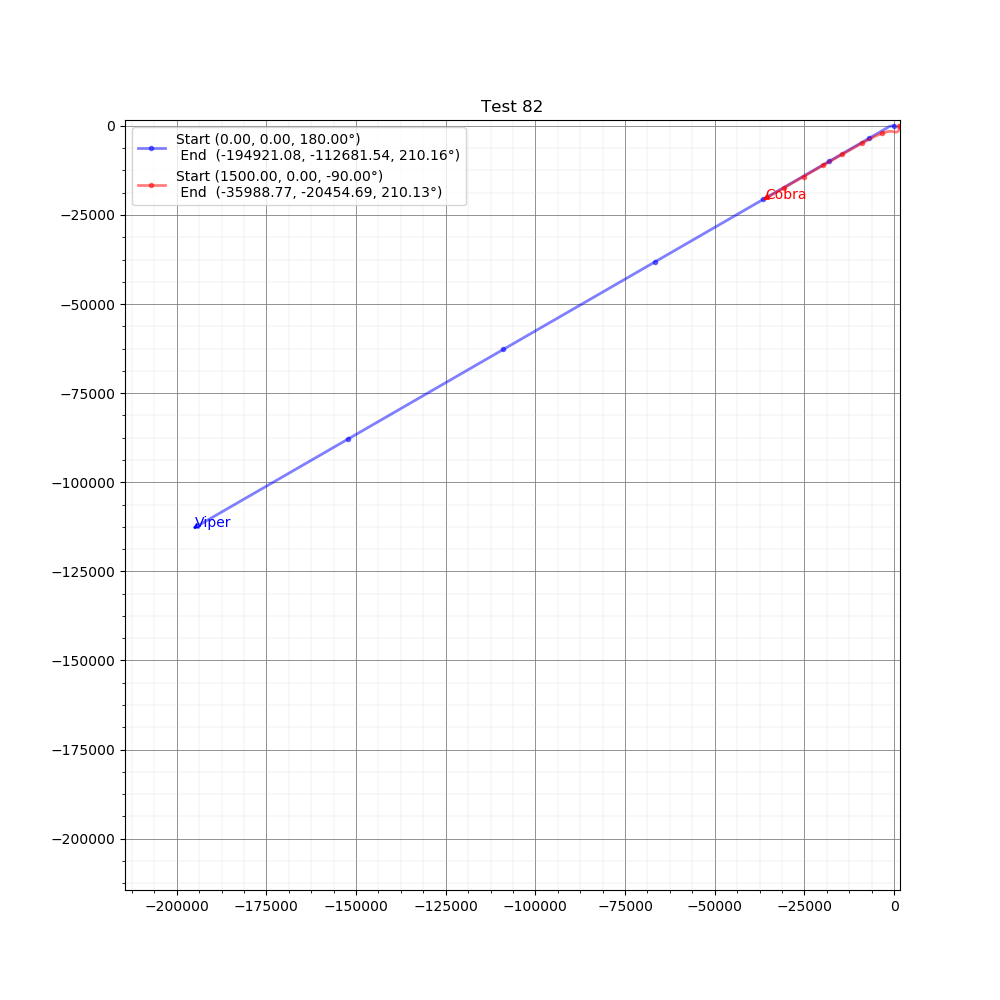 Test 82
Start (0.00, 0.00, 180.00°)
End (-194921.08, -112681.54, 210.16°)
Start (1500.00, 0.00, -90.00°)
End (-35988.77, -20454.69, 210.13°)
0
−25000
−50000
−75000
−100000
−125000
−150000
−175000
−200000
Cobra
Viper
−200000 −175000 −150000 −125000 −100000 −75000 −50000 −25000 0